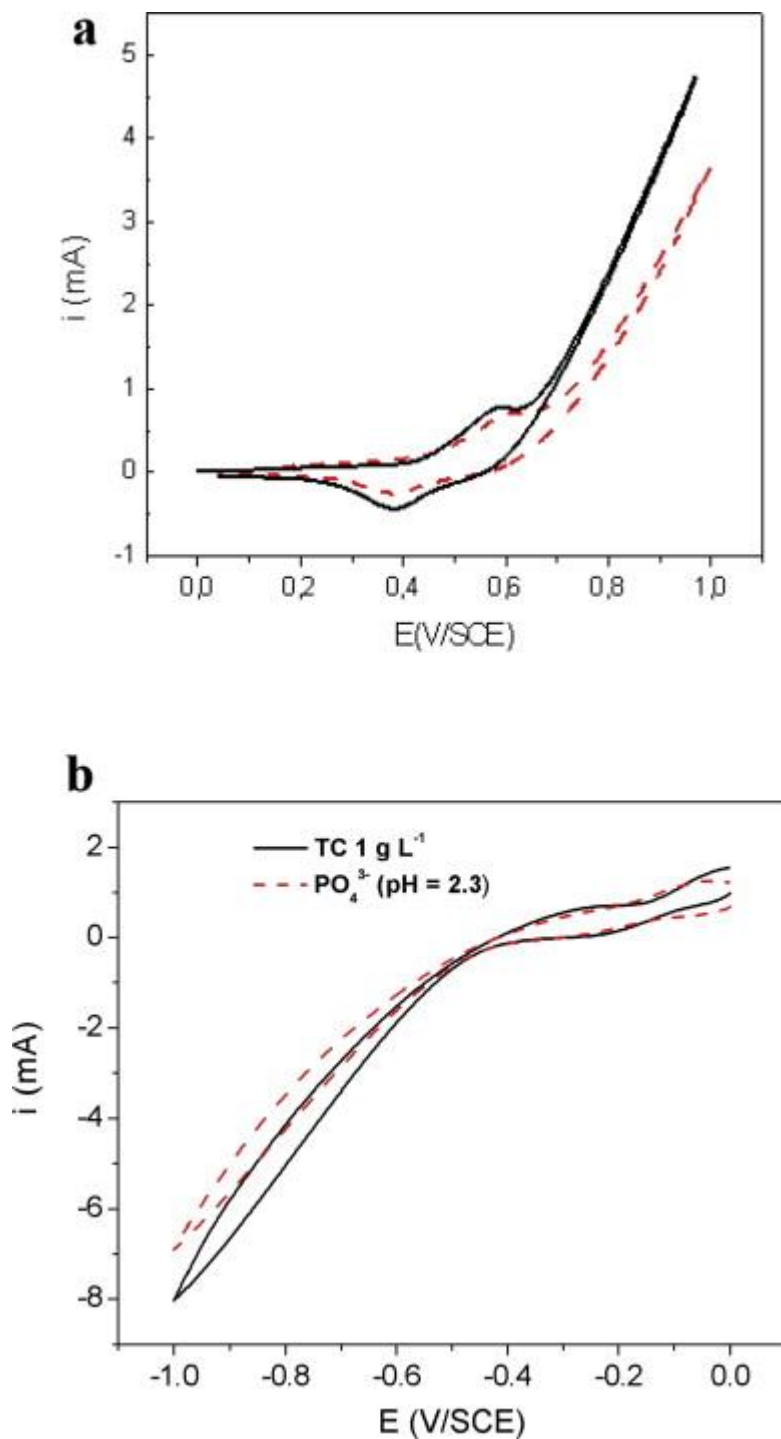 a
5
4
3
2
1
0
-1
i (mA)
0,0 0,2 0,4 0,6 0,8 1,0
E(V/SCE)
b
TC 1 g L⁻¹
PO₄³⁻ (pH = 2.3)
2
0
-2
-4
-6
-8
i (mA)
-1.0 -0.8 -0.6 -0.4 -0.2 0.0
E (V/SCE)